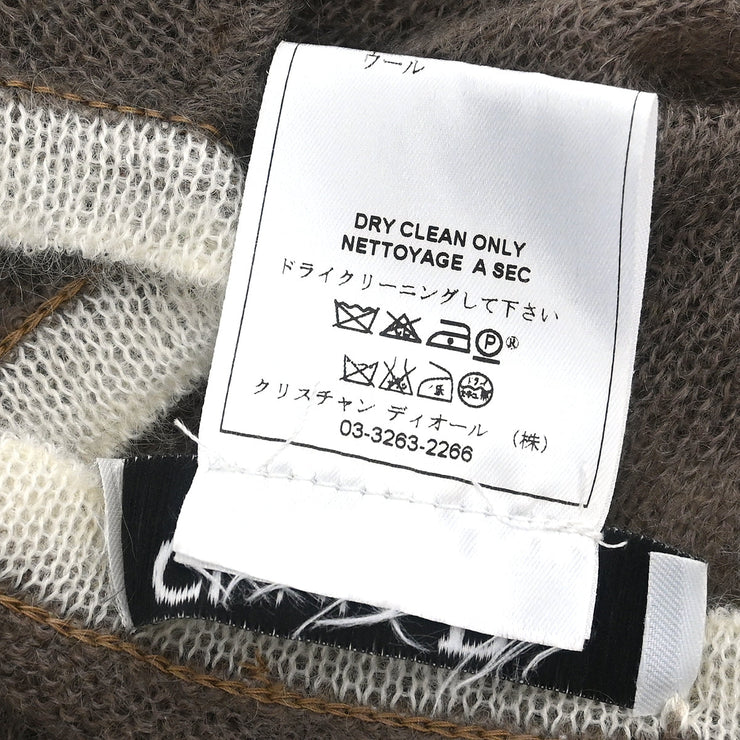 ウール
DRY CLEAN ONLY
NETTOYAGE A SEC
ドライクリーニングして下さい
P
クリスチャン ディオール (株)
03-3263-2266